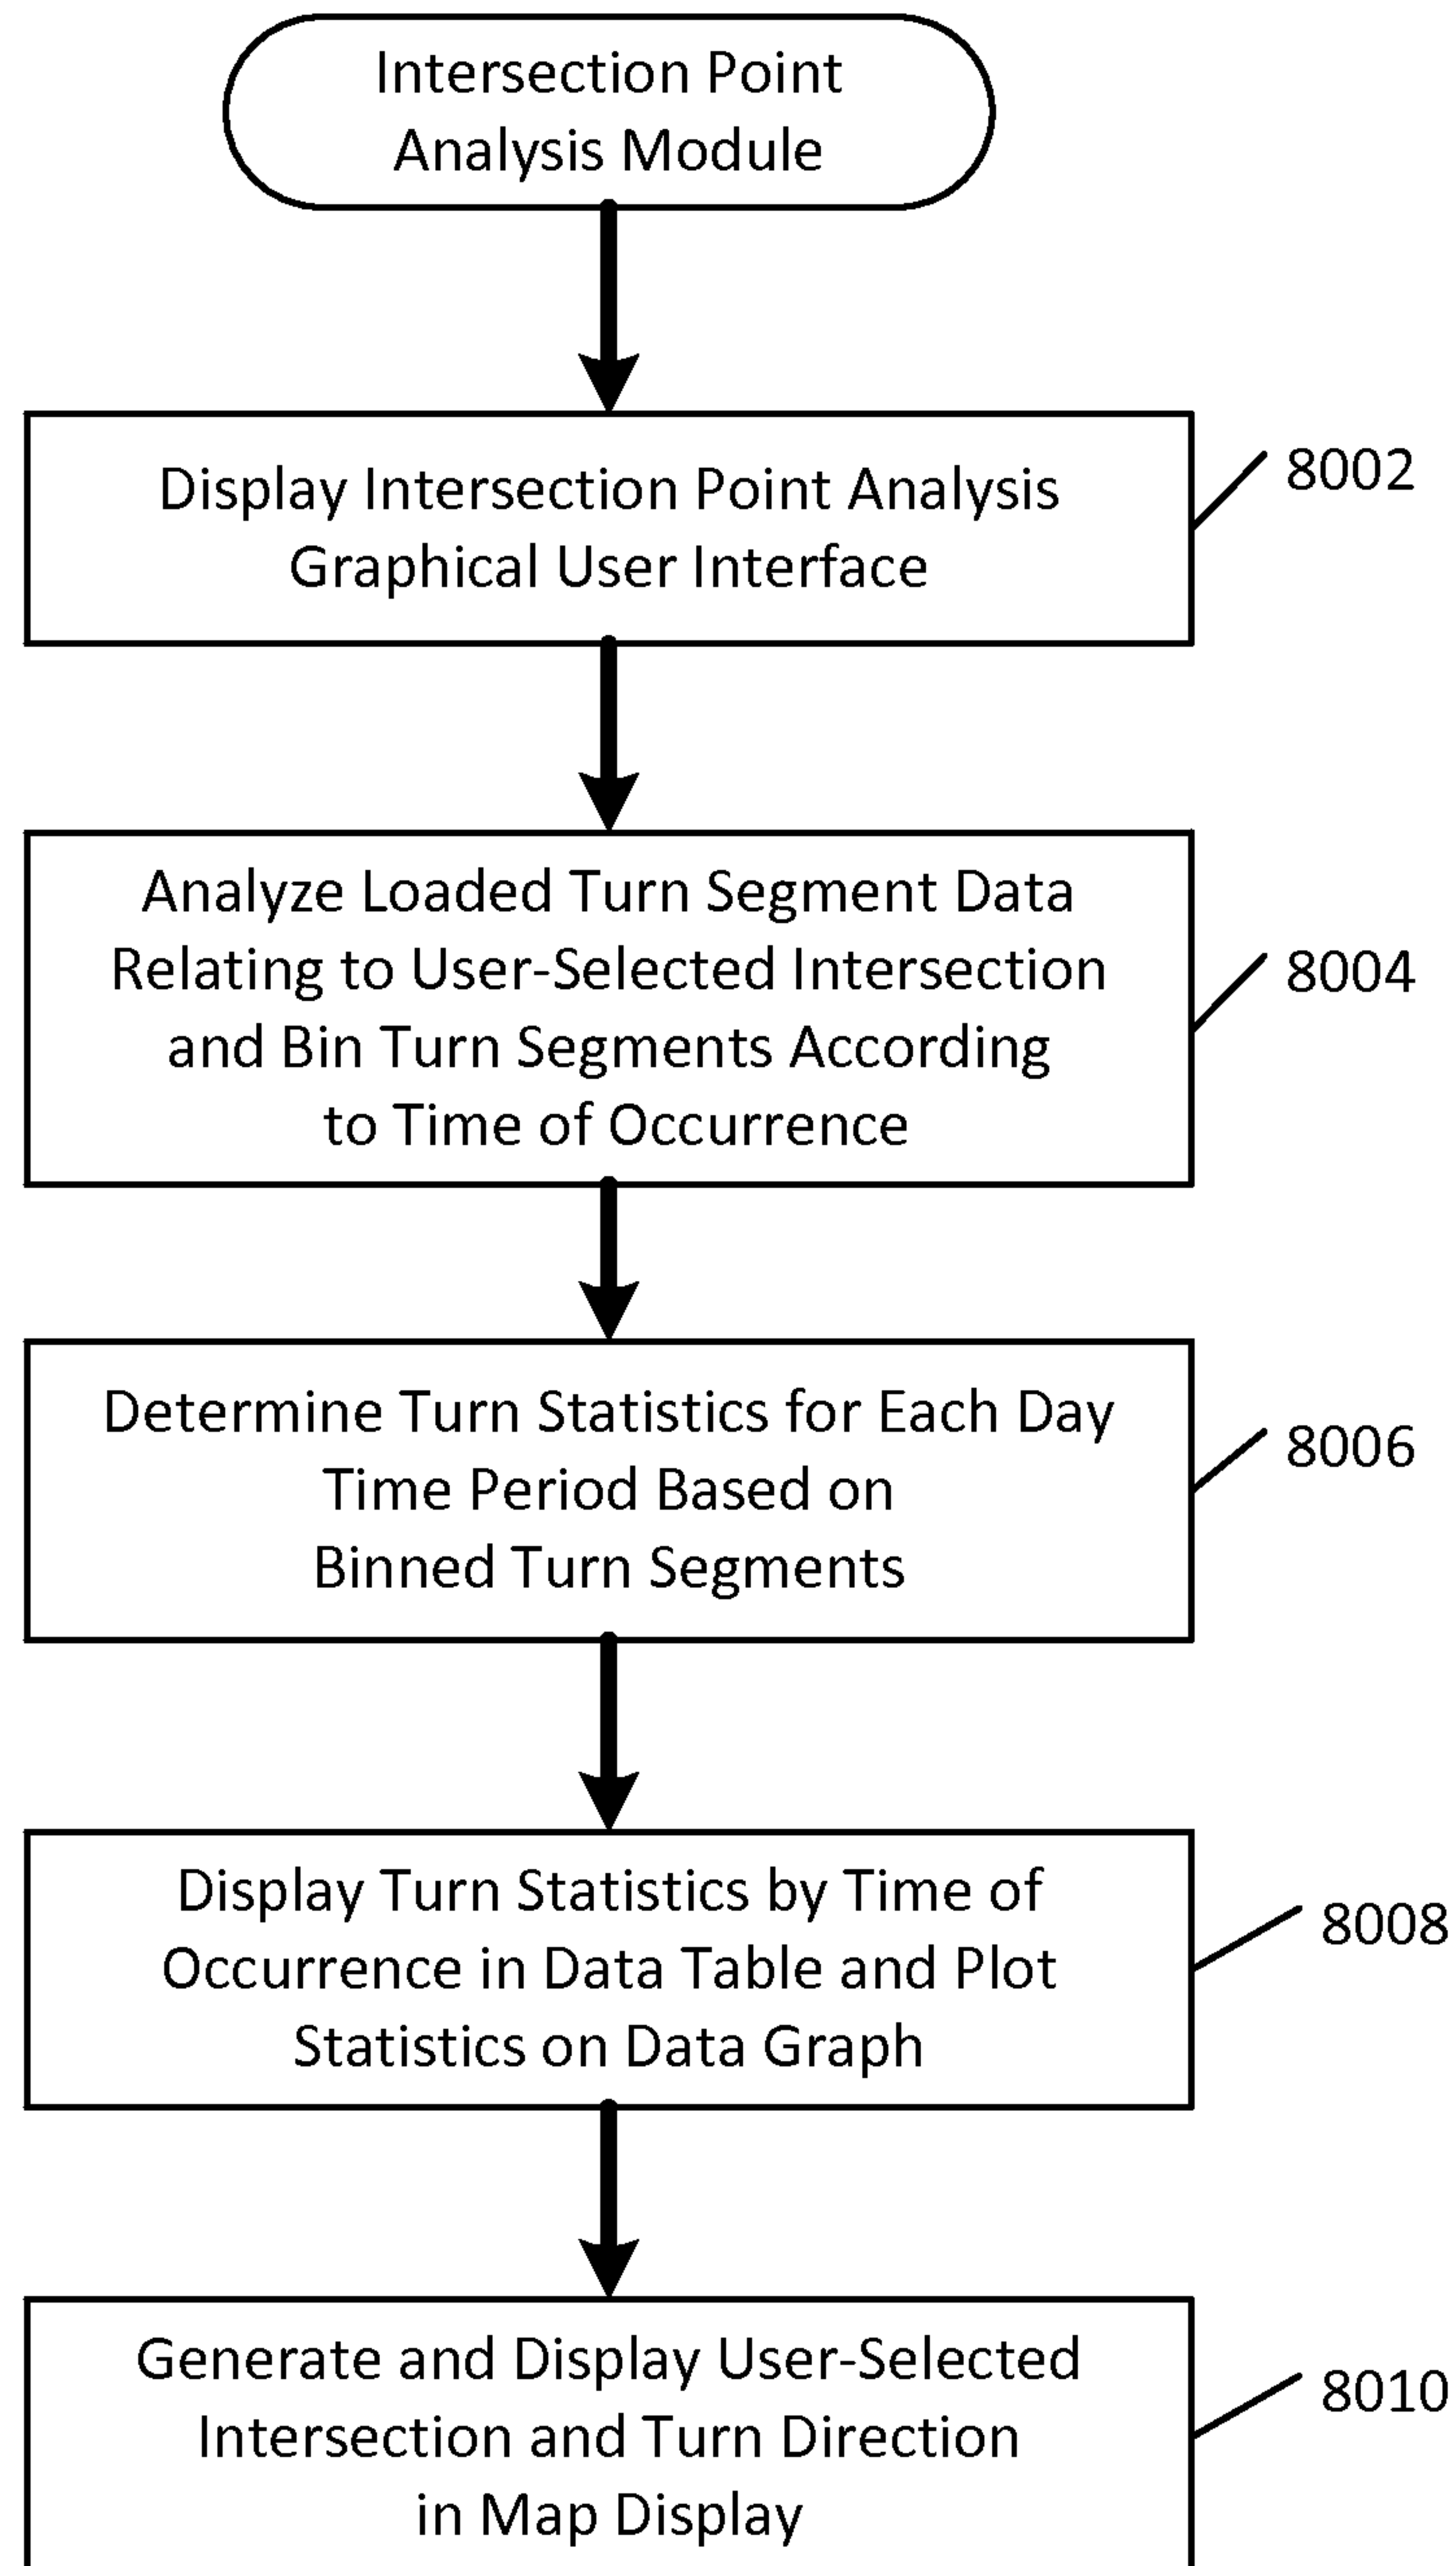 Intersection Point
Analysis Module
Display Intersection Point Analysis
Graphical User Interface
8002
Analyze Loaded Turn Segment Data
Relating to User-Selected Intersection
and Bin Turn Segments According
to Time of Occurrence
8004
Determine Turn Statistics for Each Day
Time Period Based on
Binned Turn Segments
8006
Display Turn Statistics by Time of
Occurrence in Data Table and Plot
Statistics on Data Graph
8008
Generate and Display User-Selected
Intersection and Turn Direction
in Map Display
8010